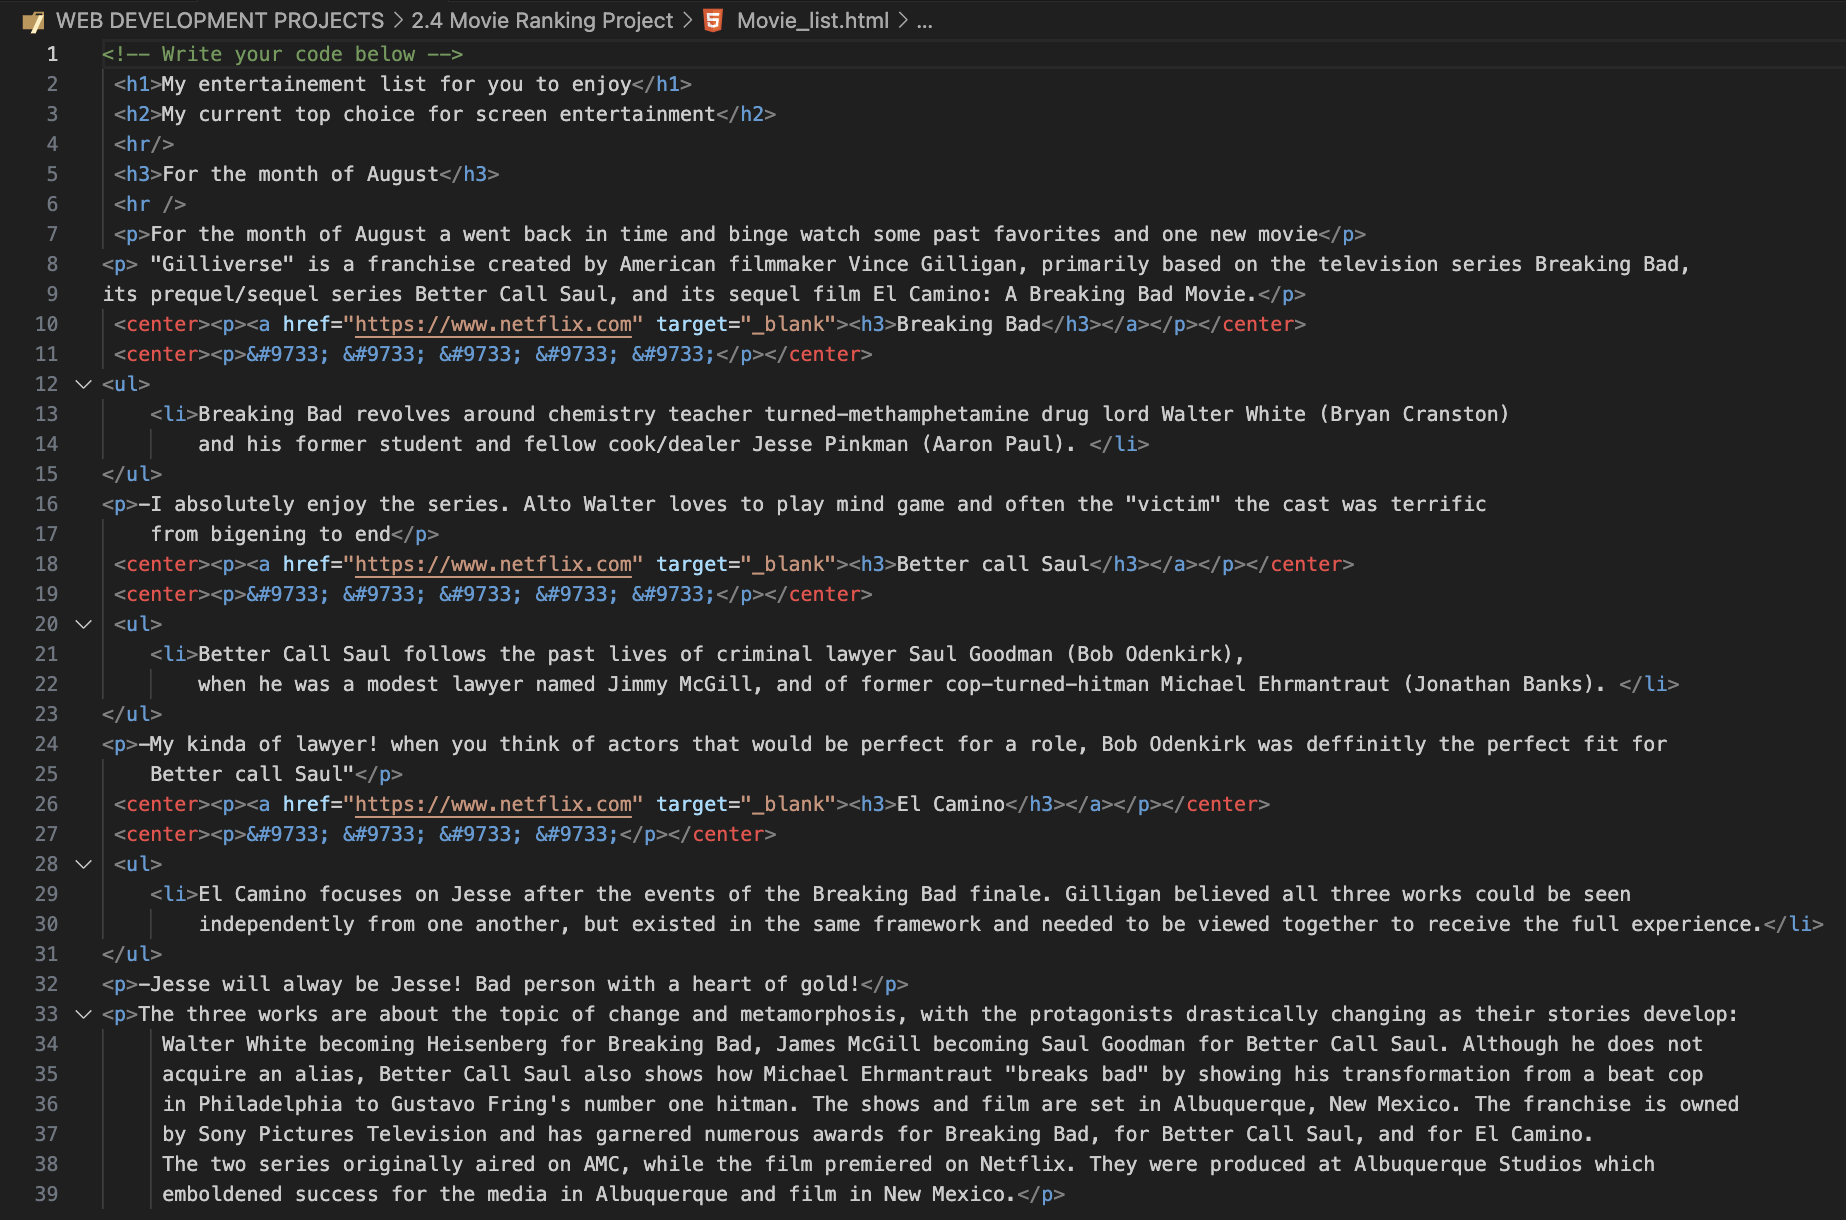 WEB DEVELOPMENT PROJECTS > 2.4 Movie Ranking Project > Movie_list.html > ...
1 <!-- Write your code below -->
2 <h1>My entertainement list for you to enjoy</h1>
3 <h2>My current top choice for screen entertainment</h2>
4 <hr/>
5 <h3>For the month of August</h3>
6 <hr />
7 <p>For the month of August a went back in time and binge watch some past favorites and one new movie</p>
8 <p> "Gilliverse" is a franchise created by American filmmaker Vince Gilligan, primarily based on the television series Breaking Bad,
9 its prequel/sequel series Better Call Saul, and its sequel film El Camino: A Breaking Bad Movie.</p>
10 <center><p><a href="https://www.netflix.com" target="_blank"><h3>Breaking Bad</h3></a></p></center>
11 <center><p>&#9733; &#9733; &#9733; &#9733; &#9733;</p></center>
12 <ul>
13 <li>Breaking Bad revolves around chemistry teacher turned-methamphetamine drug lord Walter White (Bryan Cranston)
14 and his former student and fellow cook/dealer Jesse Pinkman (Aaron Paul). </li>
15 </ul>
16 <p>-I absolutely enjoy the series. Alto Walter loves to play mind game and often the "victim" the cast was terrific
17 from bigening to end</p>
18 <center><p><a href="https://www.netflix.com" target="_blank"><h3>Better call Saul</h3></a></p></center>
19 <center><p>&#9733; &#9733; &#9733; &#9733; &#9733;</p></center>
20 <ul>
21 <li>Better Call Saul follows the past lives of criminal lawyer Saul Goodman (Bob Odenkirk),
22 when he was a modest lawyer named Jimmy McGill, and of former cop-turned-hitman Michael Ehrmantraut (Jonathan Banks). </li>
23 </ul>
24 <p>-My kinda of lawyer! when you think of actors that would be perfect for a role, Bob Odenkirk was deffinitly the perfect fit for
25 Better call Saul"</p>
26 <center><p><a href="https://www.netflix.com" target="_blank"><h3>El Camino</h3></a></p></center>
27 <center><p>&#9733; &#9733; &#9733; &#9733;</p></center>
28 <ul>
29 <li>El Camino focuses on Jesse after the events of the Breaking Bad finale. Gilligan believed all three works could be seen
30 independently from one another, but existed in the same framework and needed to be viewed together to receive the full experience.</li>
31 </ul>
32 <p>-Jesse will alway be Jesse! Bad person with a heart of gold!</p>
33 <p>The three works are about the topic of change and metamorphosis, with the protagonists drastically changing as their stories develop:
34 Walter White becoming Heisenberg for Breaking Bad, James McGill becoming Saul Goodman for Better Call Saul. Although he does not
35 acquire an alias, Better Call Saul also shows how Michael Ehrmantraut "breaks bad" by showing his transformation from a beat cop
36 in Philadelphia to Gustavo Fring's number one hitman. The shows and film are set in Albuquerque, New Mexico. The franchise is owned
37 by Sony Pictures Television and has garnered numerous awards for Breaking Bad, for Better Call Saul, and for El Camino.
38 The two series originally aired on AMC, while the film premiered on Netflix. They were produced at Albuquerque Studios which
39 emboldened success for the media in Albuquerque and film in New Mexico.</p>